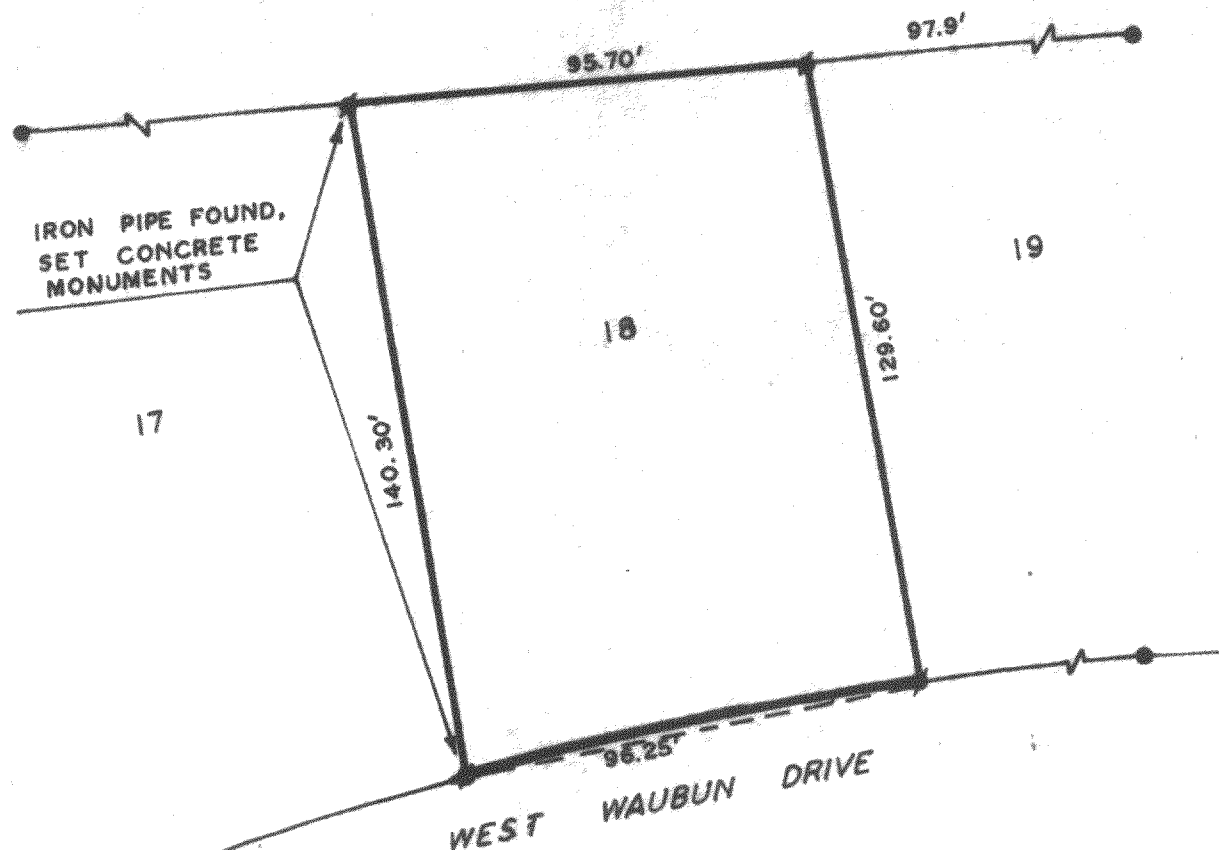 97.9'
95.70'
IRON PIPE FOUND,
SET CONCRETE
MONUMENTS
19
18
129.60'
17
140.30'
96.25'
WEST WAUBUN DRIVE